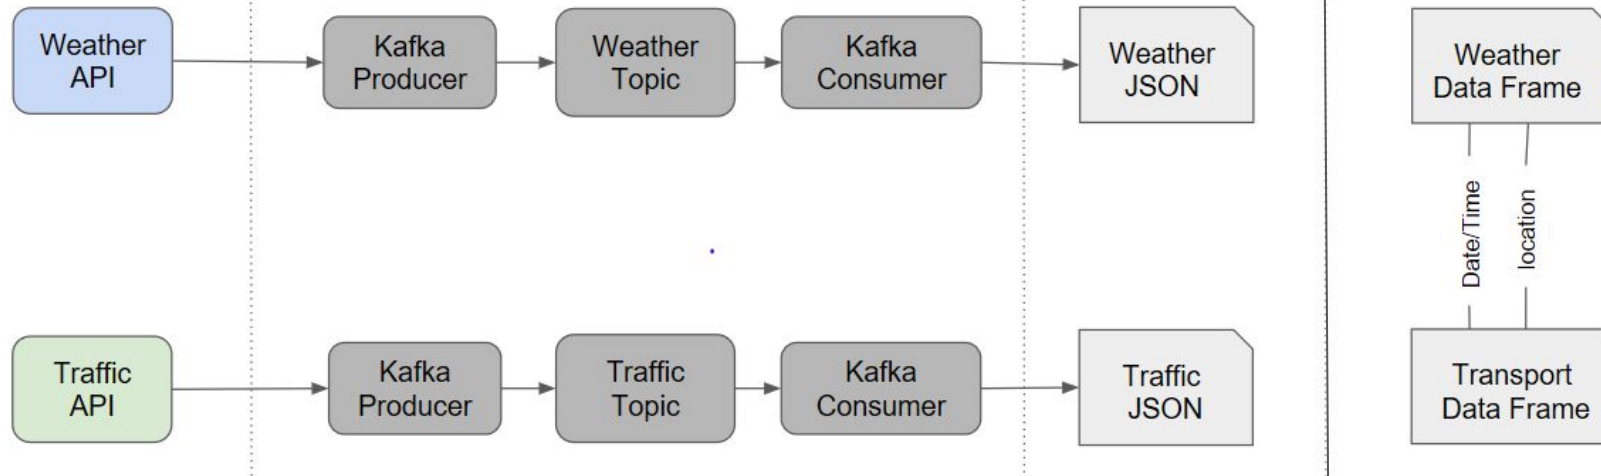 Weather
API
Kafka
Producer
Weather
Topic
Kafka
Consumer
Weather
JSON
Weather
Data Frame
Date/Time
location
Traffic
API
Kafka
Producer
Traffic
Topic
Kafka
Consumer
Traffic
JSON
Transport
Data Frame